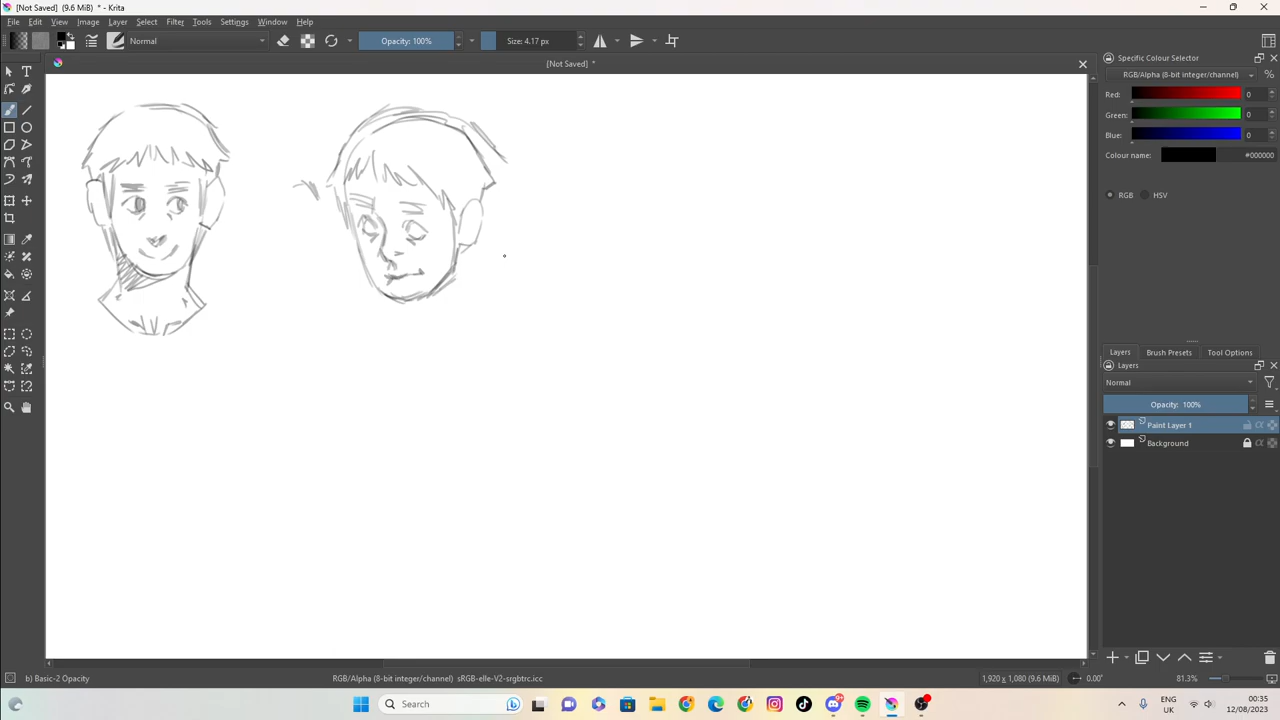 [Not Saved] (9.6 MiB) * - Krita
File Edit View Image Layer Select Filter Tools Settings Window Help
Normal Opacity: 100% Size: 4.17 px
[Not Saved] *
Specific Colour Selector
RGB/Alpha (8-bit integer/channel) %
Red: 0
Green: 0
Blue: 0
Colour name: #000000
RGB HSV
Layers Brush Presets Tool Options
Layers
Normal
Opacity: 100%
Paint Layer 1
Background
b) Basic-2 Opacity RGB/Alpha (8-bit integer/channel) sRGB-elle-V2-srgbtrc.icc 1,920 x 1,080 (9.6 MiB) 0.00° 81.3%
Search
ENG
UK
00:35
12/08/2023